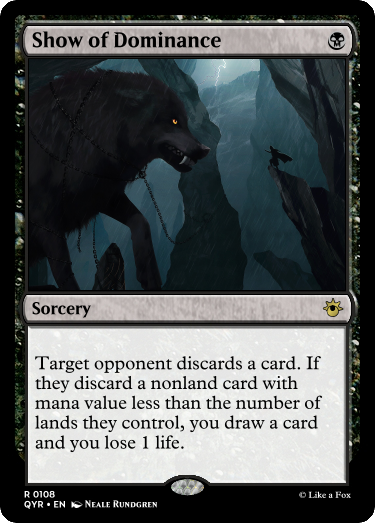 Show of Dominance
Sorcery
Target opponent discards a card. If
they discard a nonland card with
mana value less than the number of
lands they control, you draw a card
and you lose 1 life.
R 0108
QYR • EN Neale Rundgren
© Like a Fox